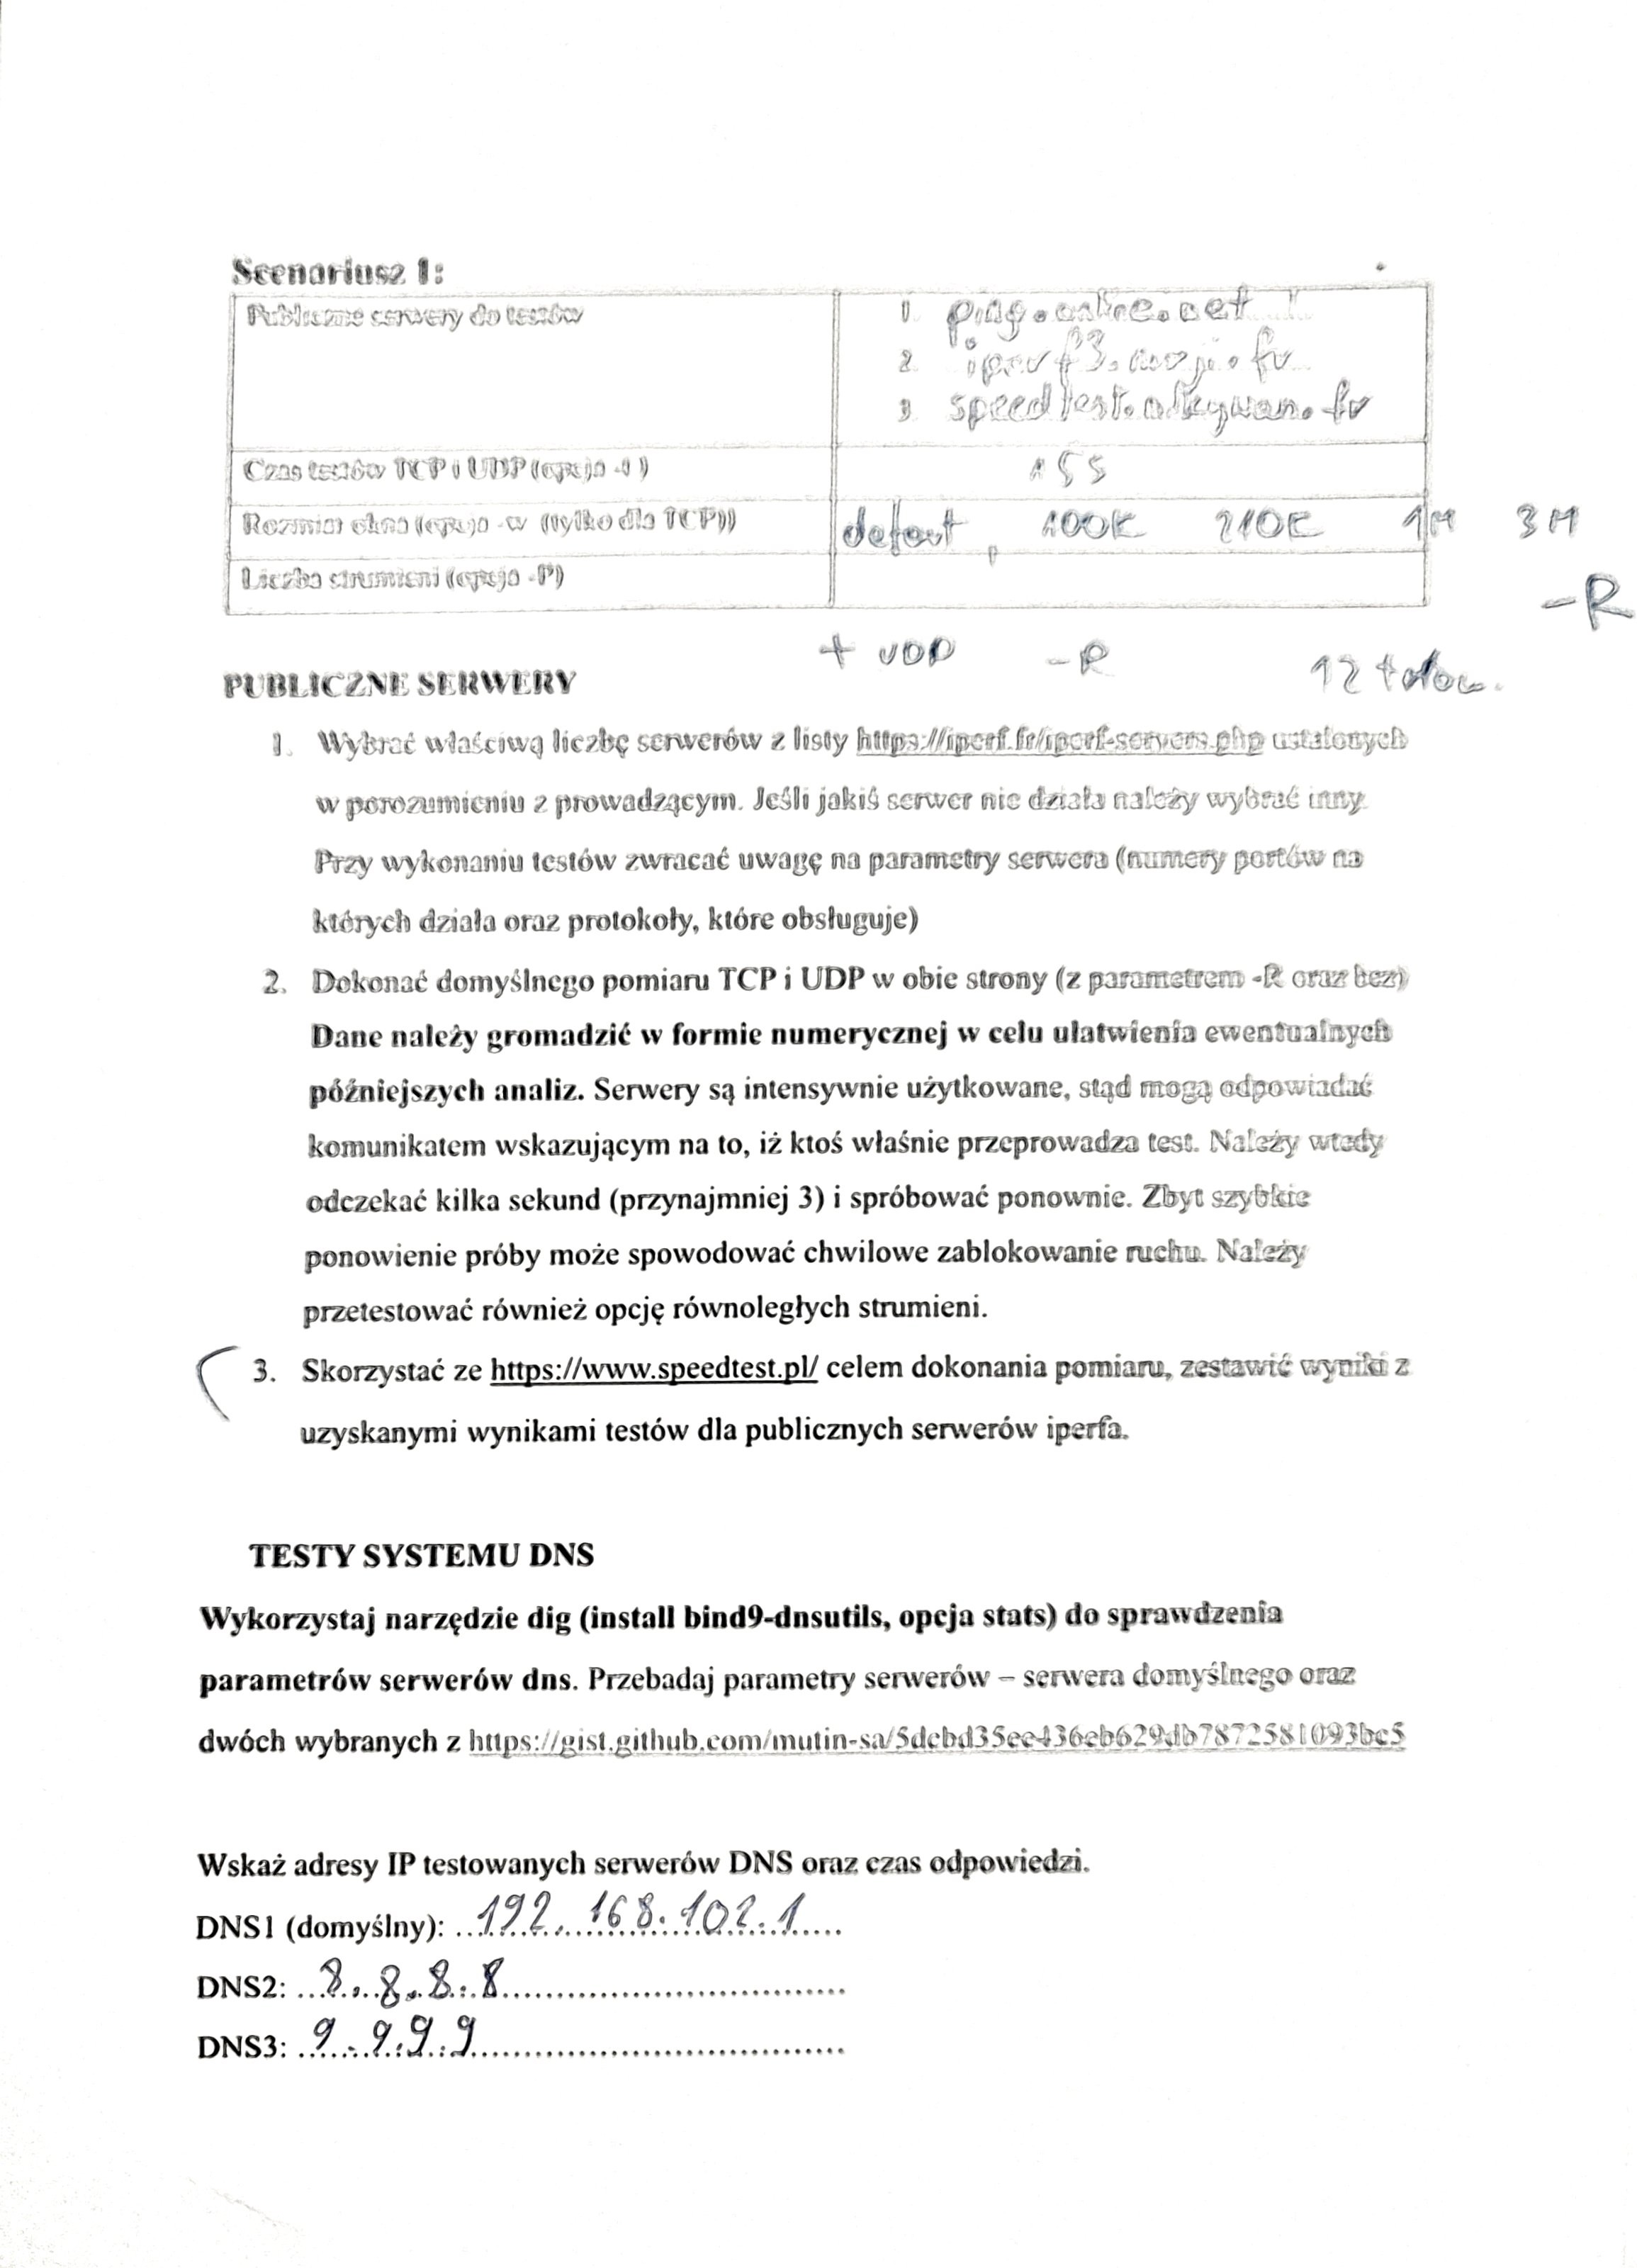 Scenariusz 1:
Publiczne serwery do testów
1. ping.online.net
2. iperf3.moji.fr
3. speedtest.milkywan.fr
Czas testów TCP i UDP (opcja -t)
15s
Rozmiar okna (opcja -w (tylko dla TCP))
defaut, 100K 210K 1M 3M
Liczba strumieni (opcja -P)
-R
+ UDP -R 12
PUBLICZNE SERWERY
1. Wybrać właściwą liczbę serwerów z listy https://iperf.fr/iperf-servers.php ustalonych
w porozumieniu z prowadzącym. Jeśli jakiś serwer nie działa należy wybrać inny.
Przy wykonaniu testów zwracać uwagę na parametry serwera (numery portów na
których działa oraz protokoły, które obsługuje)
2. Dokonać domyślnego pomiaru TCP i UDP w obie strony (z parametrem -R oraz bez)
Dane należy gromadzić w formie numerycznej w celu ułatwienia ewentualnych
późniejszych analiz. Serwery są intensywnie użytkowane, stąd mogą odpowiadać
komunikatem wskazującym na to, iż ktoś właśnie przeprowadza test. Należy wtedy
odczekać kilka sekund (przynajmniej 3) i spróbować ponownie. Zbyt szybkie
ponowienie próby może spowodować chwilowe zablokowanie ruchu. Należy
przetestować również opcję równoległych strumieni.
3. Skorzystać ze https://www.speedtest.pl/ celem dokonania pomiaru, zestawić wyniki z
uzyskanymi wynikami testów dla publicznych serwerów iperfa.
TESTY SYSTEMU DNS
Wykorzystaj narzędzie dig (install bind9-dnsutils, opcja stats) do sprawdzenia
parametrów serwerów dns. Przebadaj parametry serwerów – serwera domyślnego oraz
dwóch wybranych z https://gist.github.com/mutin-sa/5dcbd35ee436eb629db7872581093bc5
Wskaż adresy IP testowanych serwerów DNS oraz czas odpowiedzi.
DNS1 (domyślny): 192.168.102.1
DNS2: 8.8.8.8
DNS3: 9.9.9.9